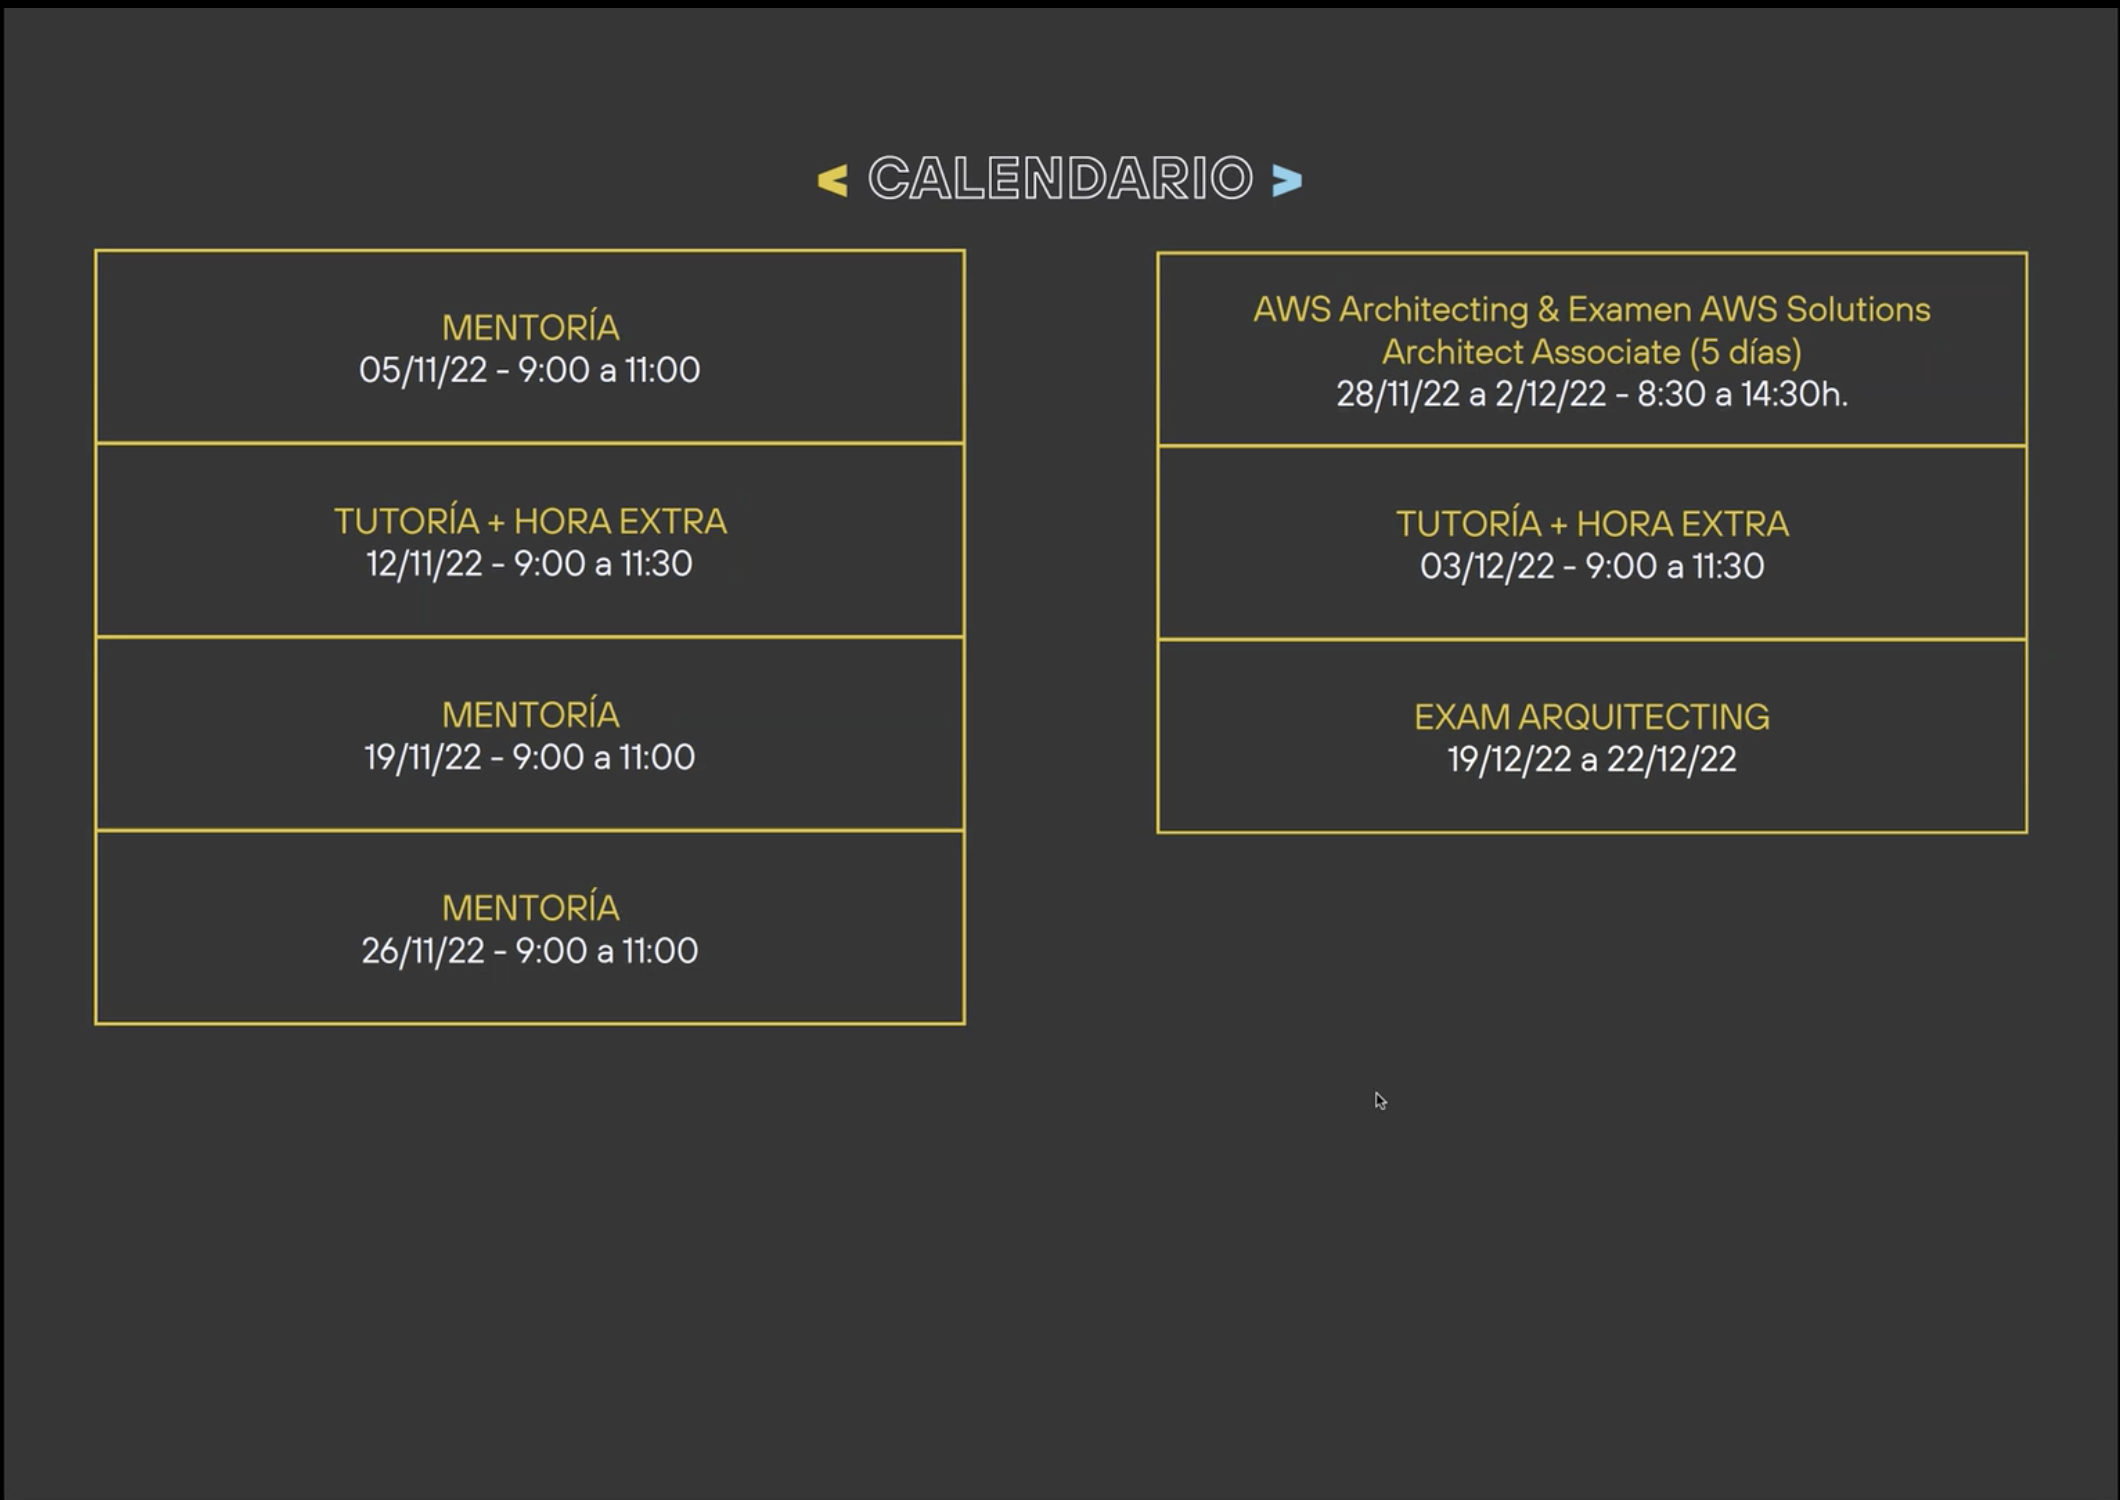 < CALENDARIO >
MENTORÍA
05/11/22 - 9:00 a 11:00
TUTORÍA + HORA EXTRA
12/11/22 - 9:00 a 11:30
MENTORÍA
19/11/22 - 9:00 a 11:00
MENTORÍA
26/11/22 - 9:00 a 11:00
AWS Architecting & Examen AWS Solutions
Architect Associate (5 días)
28/11/22 a 2/12/22 - 8:30 a 14:30h.
TUTORÍA + HORA EXTRA
03/12/22 - 9:00 a 11:30
EXAM ARQUITECTING
19/12/22 a 22/12/22